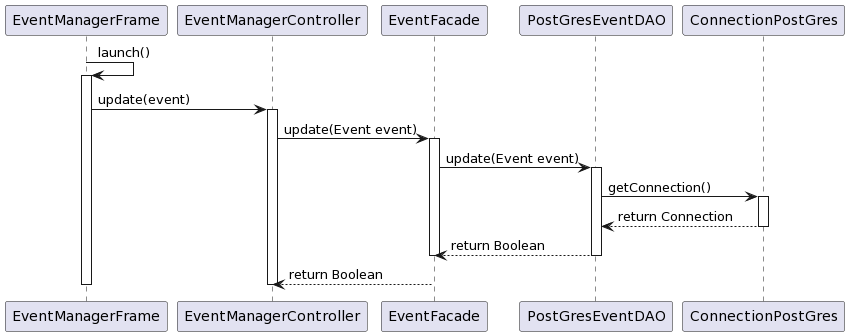 EventManagerFrame EventManagerController EventFacade PostGresEventDAO ConnectionPostGres
launch()
update(event)
update(Event event)
update(Event event)
getConnection()
return Connection
return Boolean
return Boolean
EventManagerFrame EventManagerController EventFacade PostGresEventDAO ConnectionPostGres